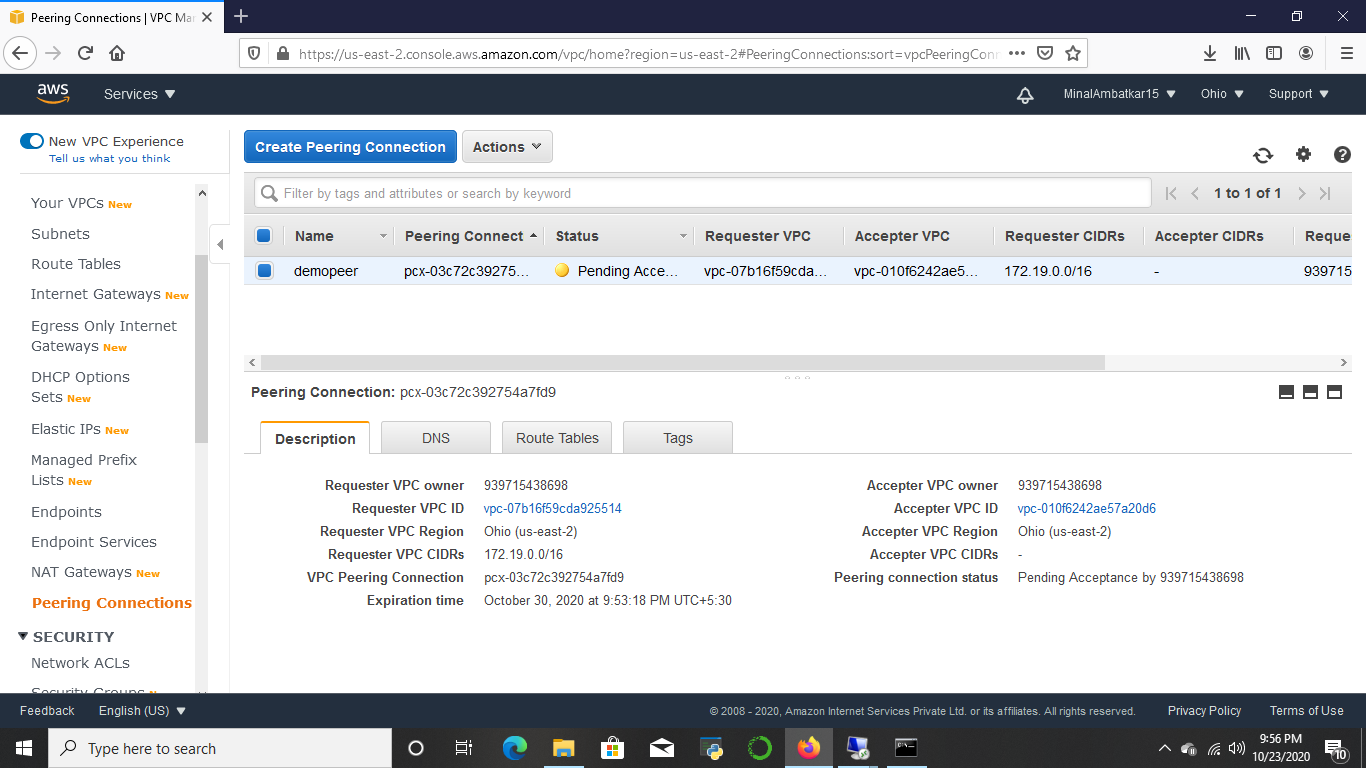 Peering Connections | VPC Ma
https://us-east-2.console.aws.amazon.com/vpc/home?region=us-east-2#PeeringConnections:sort=vpcPeeringConn
aws
Services
MinalAmbatkar15
Ohio
Support
New VPC Experience
Tell us what you think
Your VPCs New
Subnets
Route Tables
Internet Gateways New
Egress Only Internet
Gateways New
DHCP Options
Sets New
Elastic IPs New
Managed Prefix
Lists New
Endpoints
Endpoint Services
NAT Gateways New
Peering Connections
SECURITY
Network ACLs
Security Groups
Create Peering Connection
Actions
Filter by tags and attributes or search by keyword
1 to 1 of 1
Name Peering Connect Status Requester VPC Accepter VPC Requester CIDRs Accepter CIDRs Reque
demopeer pcx-03c72c39275... Pending Acce... vpc-07b16f59cda... vpc-010f6242ae5... 172.19.0.0/16 - 939715
Peering Connection: pcx-03c72c392754a7fd9
Description DNS Route Tables Tags
Requester VPC owner 939715438698
Requester VPC ID vpc-07b16f59cda925514
Requester VPC Region Ohio (us-east-2)
Requester VPC CIDRs 172.19.0.0/16
VPC Peering Connection pcx-03c72c392754a7fd9
Expiration time October 30, 2020 at 9:53:18 PM UTC+5:30
Accepter VPC owner 939715438698
Accepter VPC ID vpc-010f6242ae57a20d6
Accepter VPC Region Ohio (us-east-2)
Accepter VPC CIDRs -
Peering connection status Pending Acceptance by 939715438698
Feedback
English (US)
© 2008 - 2020, Amazon Internet Services Private Ltd. or its affiliates. All rights reserved.
Privacy Policy
Terms of Use
Type here to search
9:56 PM
10/23/2020
10